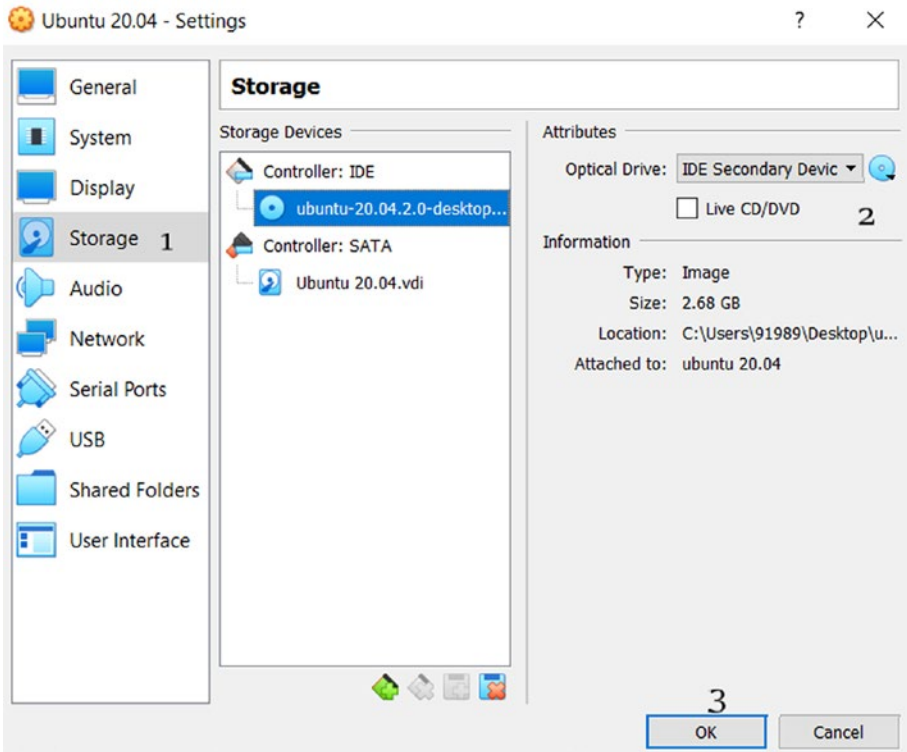 Ubuntu 20.04 - Settings ? ×
General
System
Display
Storage 1
Audio
Network
Serial Ports
USB
Shared Folders
User Interface
Storage
Storage Devices
Controller: IDE
ubuntu-20.04.2.0-desktop...
Controller: SATA
Ubuntu 20.04.vdi
Attributes
Optical Drive: IDE Secondary Devic
Live CD/DVD 2
Information
Type: Image
Size: 2.68 GB
Location: C:\Users\91989\Desktop\u...
Attached to: ubuntu 20.04
3
OK Cancel